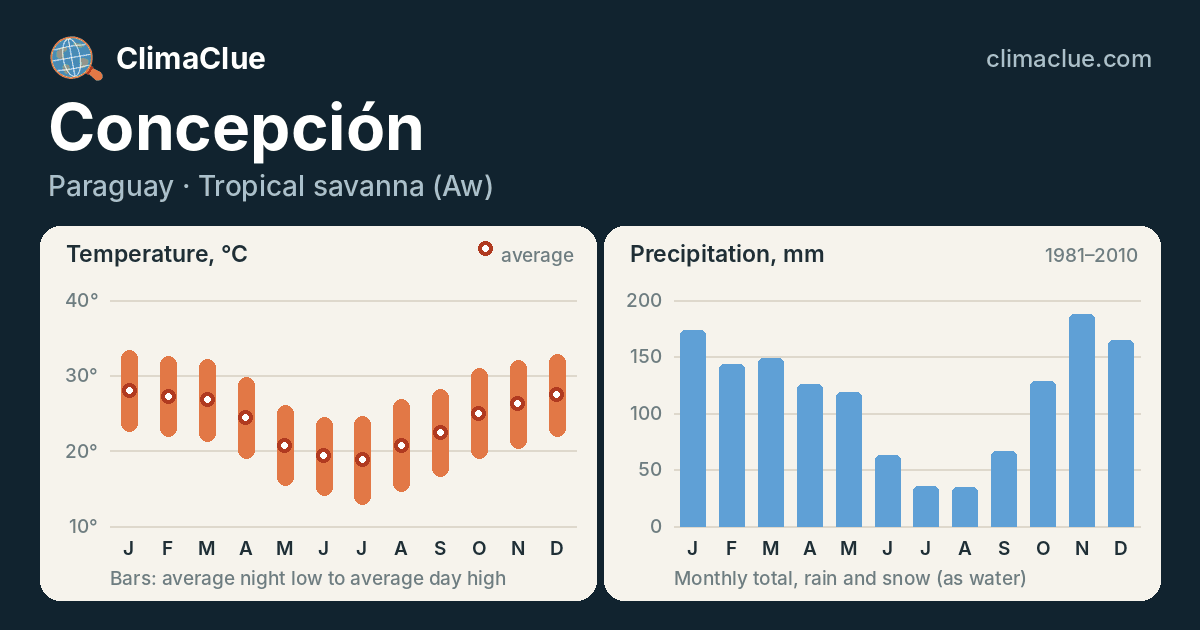 ClimaClue
climaclue.com
Concepción
Paraguay · Tropical savanna (Aw)
Temperature, °C
average
40°
30°
20°
10°
J F M A M J J A S O N D
Bars: average night low to average day high
Precipitation, mm
1981–2010
200
150
100
50
0
J F M A M J J A S O N D
Monthly total, rain and snow (as water)